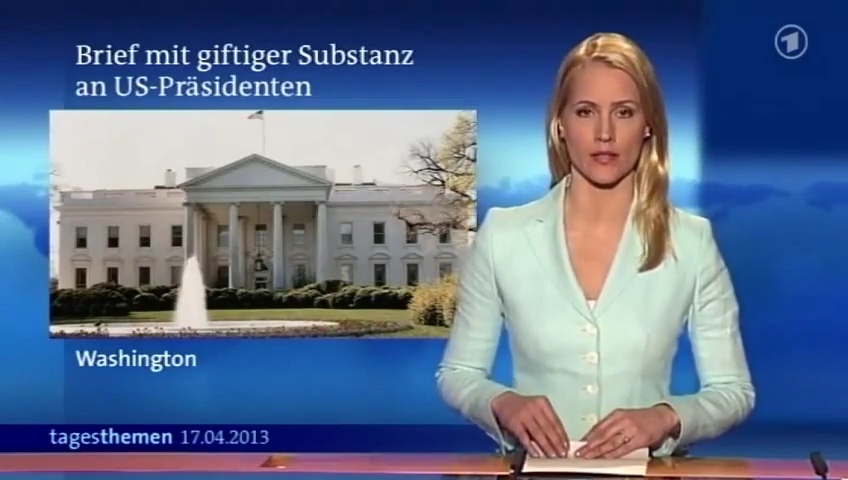 Brief mit giftiger Substanz
an US-Präsidenten
1
Washington
tagesthemen 17.04.2013